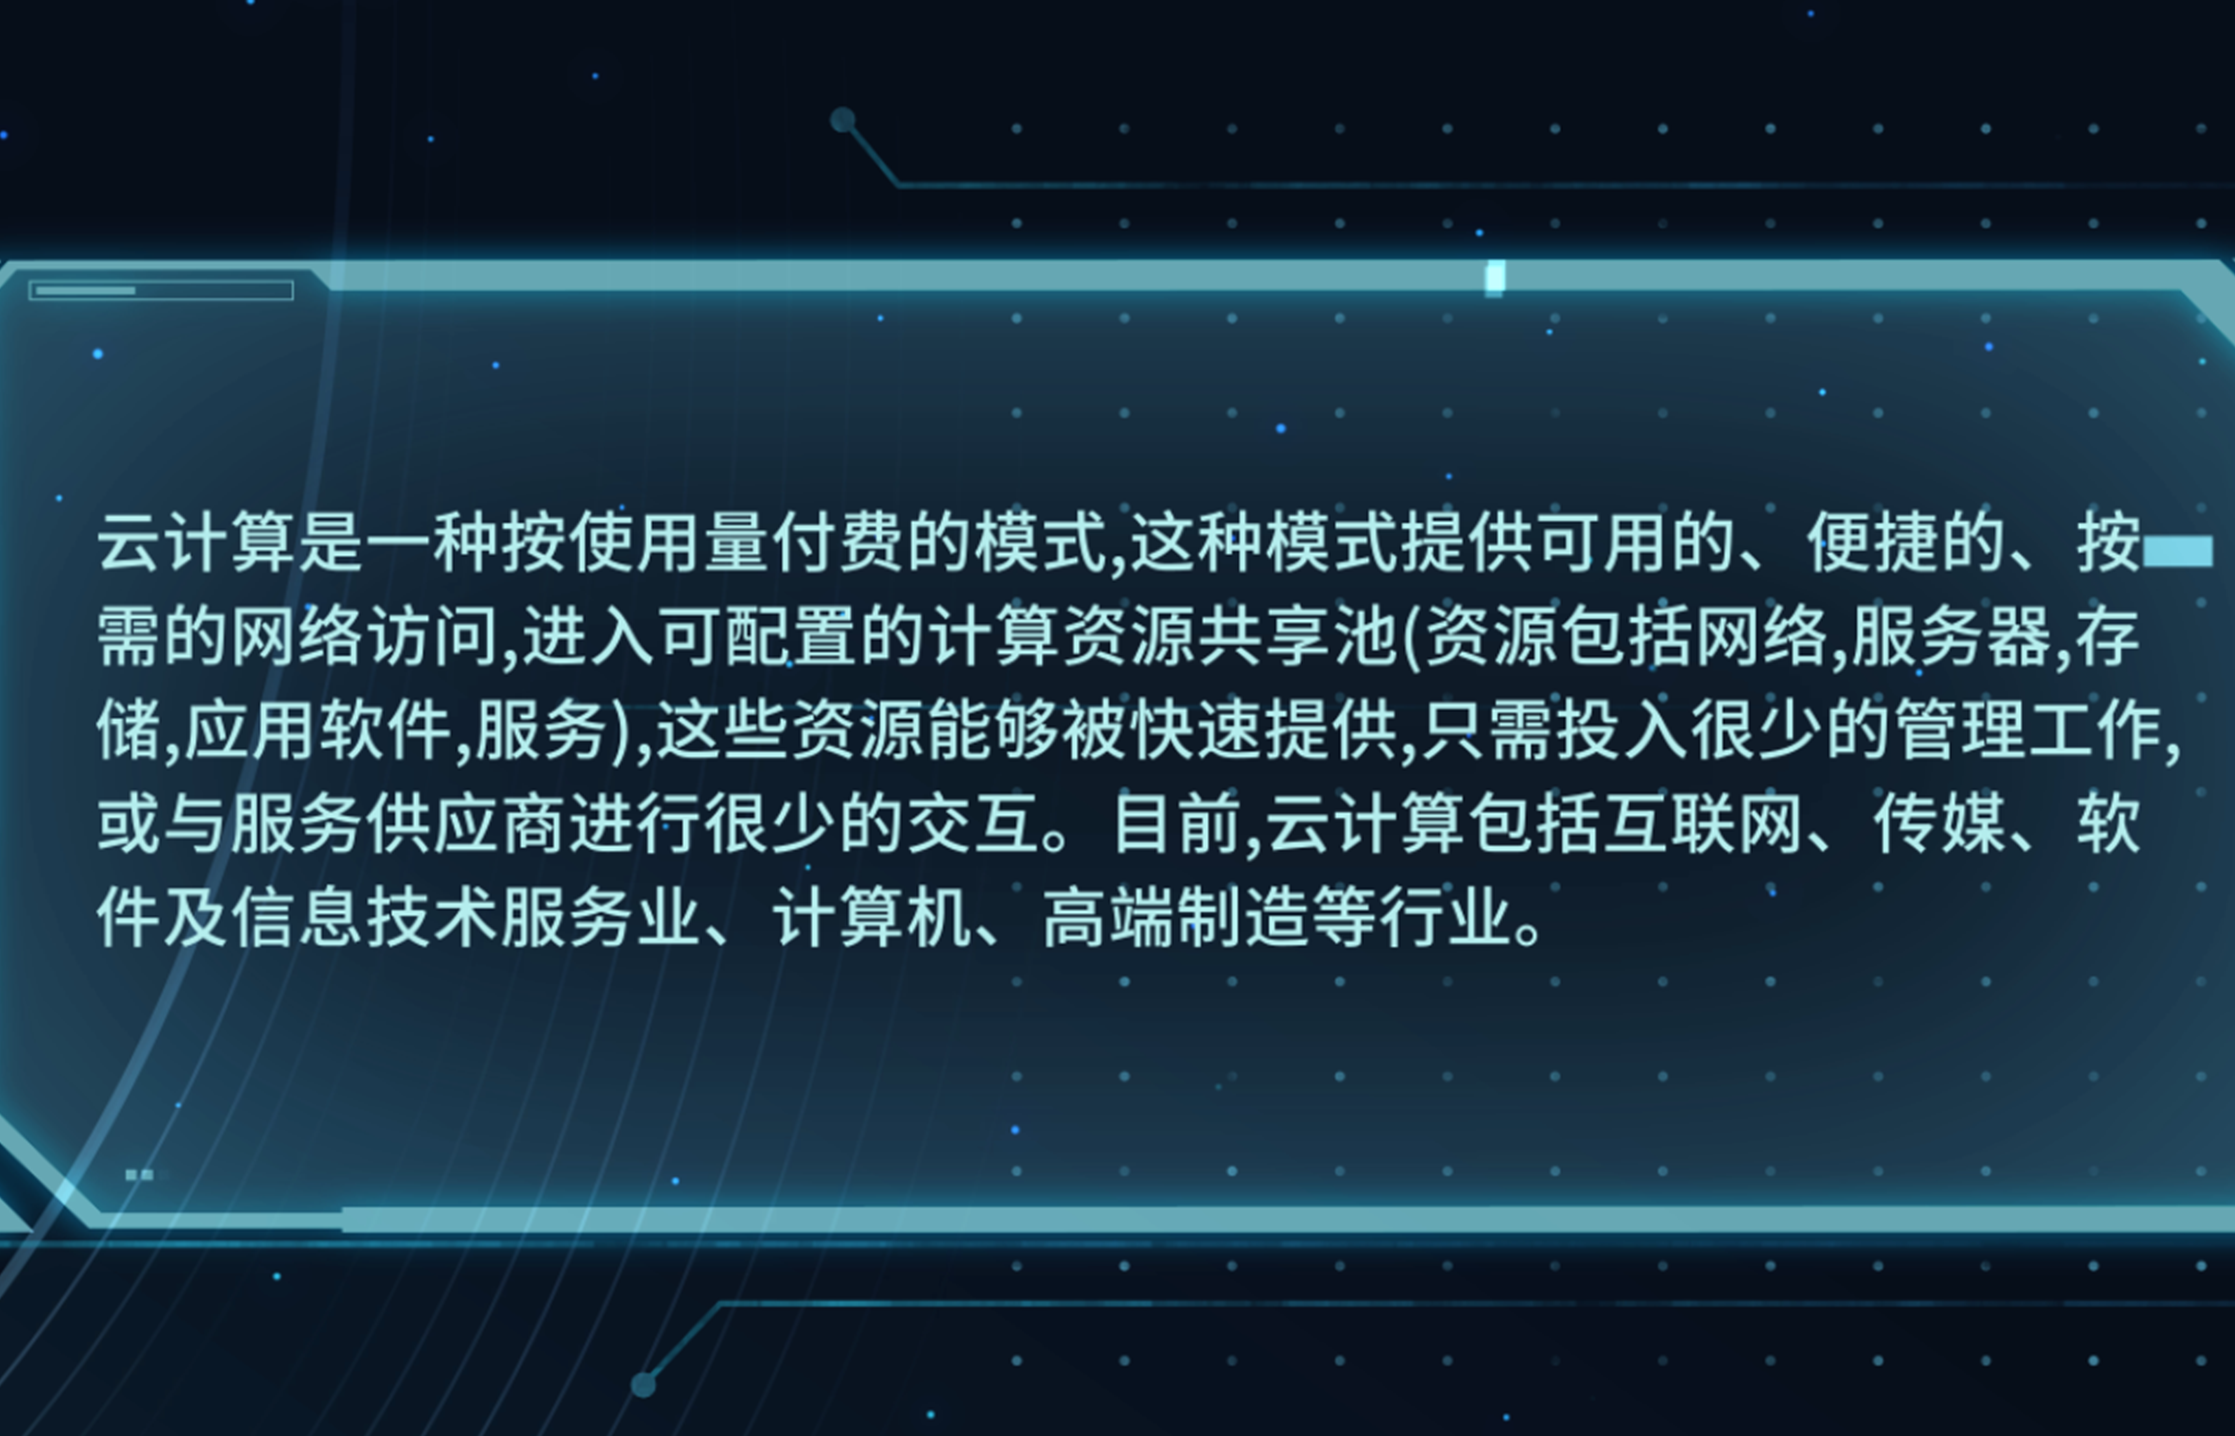 云计算是一种按使用量付费的模式,这种模式提供可用的、便捷的、按
需的网络访问,进入可配置的计算资源共享池(资源包括网络,服务器,存
储,应用软件,服务),这些资源能够被快速提供,只需投入很少的管理工作,
或与服务供应商进行很少的交互。目前,云计算包括互联网、传媒、软
件及信息技术服务业、计算机、高端制造等行业。